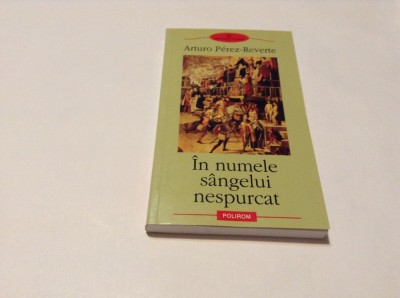 Arturo Pérez-Reverte
În numele
sângelui
nespurcat
POLIROM